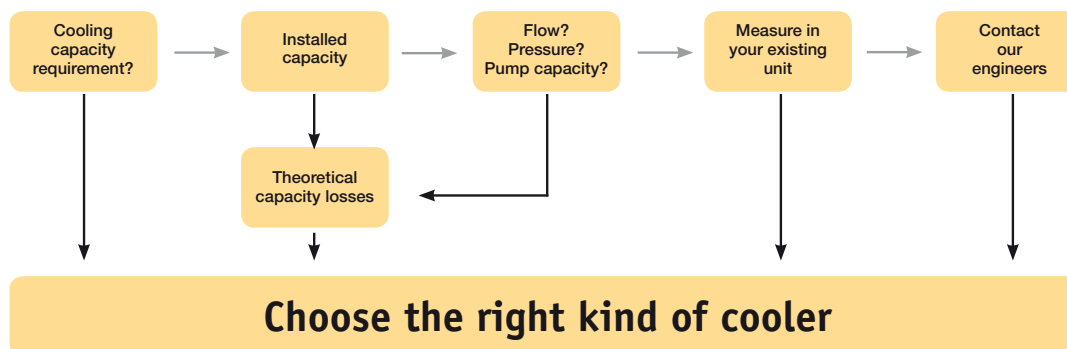 Cooling
capacity
requirement?
Installed
capacity
Flow?
Pressure?
Pump capacity?
Measure in
your existing
unit
Contact
our
engineers
Theoretical
capacity losses
Choose the right kind of cooler